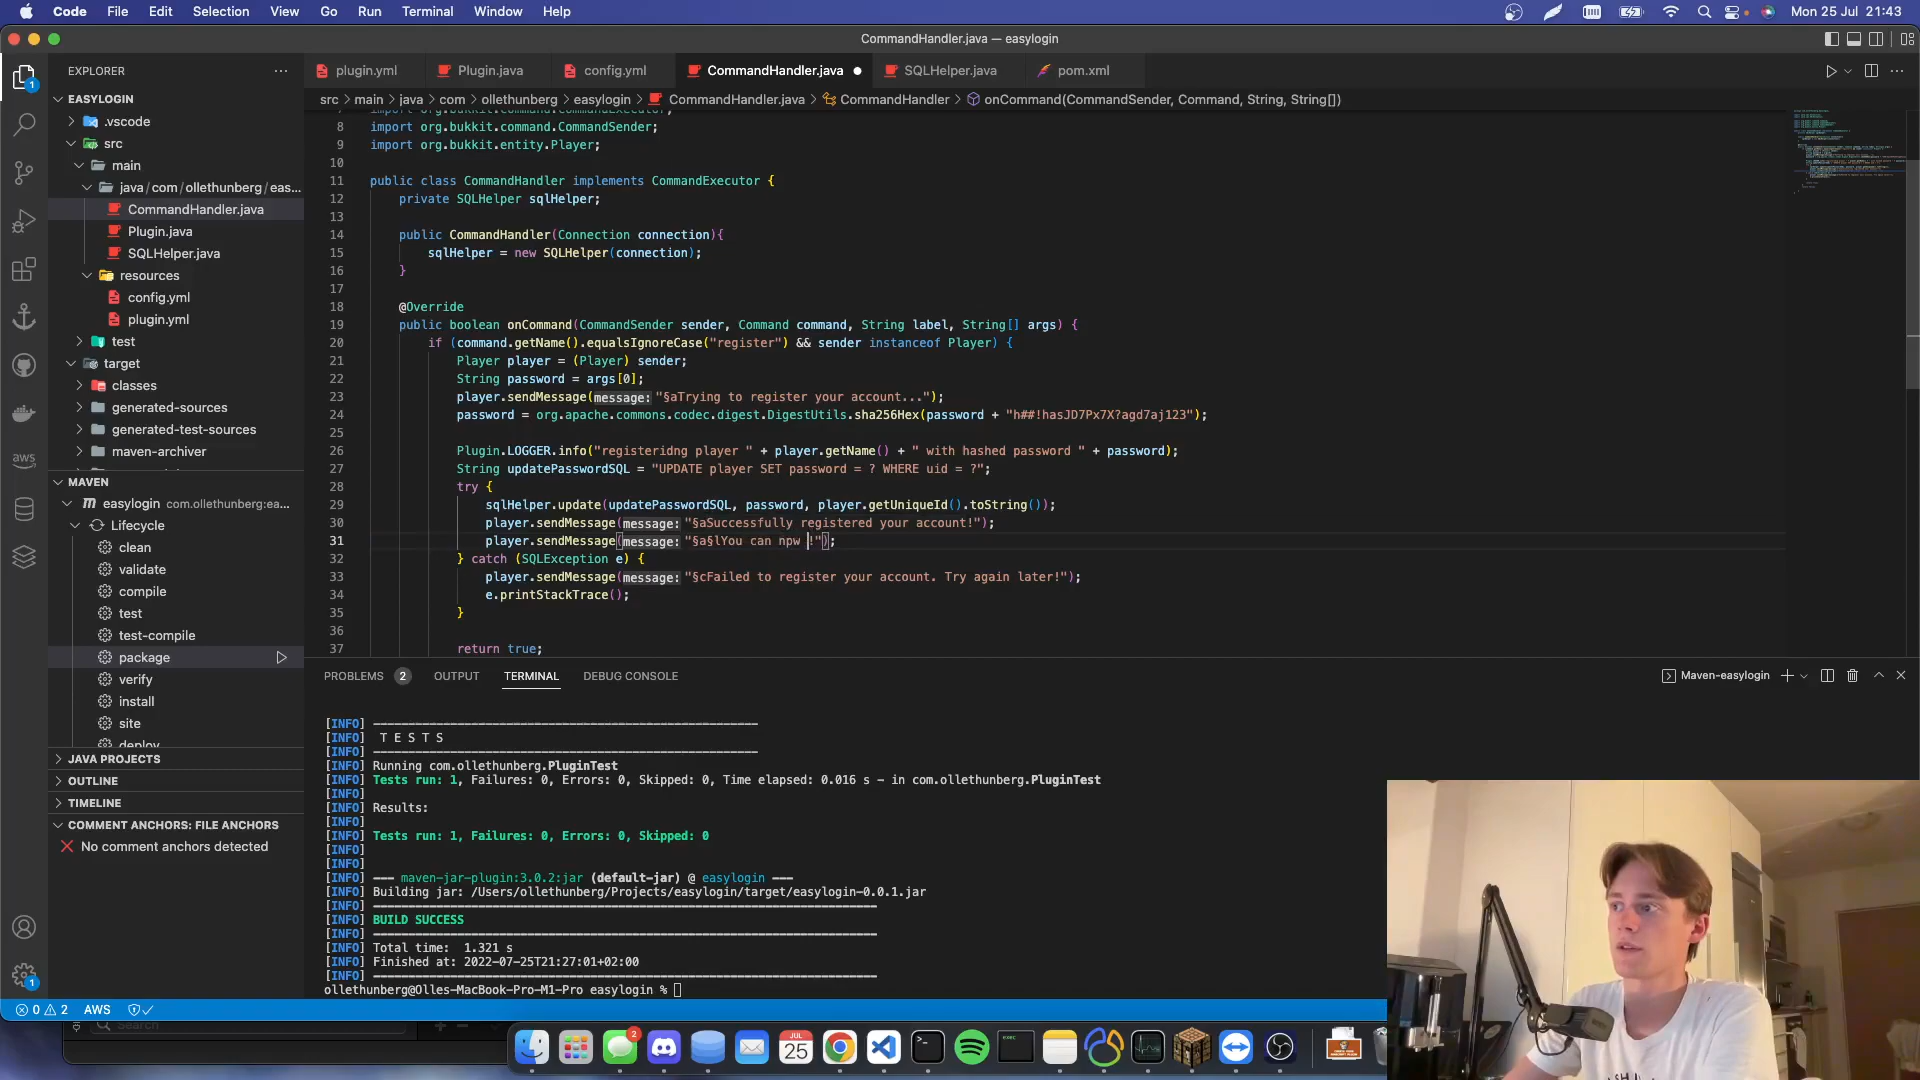 Code File Edit Selection View Go Run Terminal Window Help
Mon 25 Jul 21:43
CommandHandler.java — easylogin
EXPLORER
plugin.yml Plugin.java config.yml CommandHandler.java SQLHelper.java pom.xml
src > main > java > com > ollethunberg > easylogin > CommandHandler.java > CommandHandler > onCommand(CommandSender, Command, String, String[])
EASYLOGIN
.vscode
src
main
java/com/ollethunberg/eas...
CommandHandler.java
Plugin.java
SQLHelper.java
resources
config.yml
plugin.yml
test
target
classes
generated-sources
generated-test-sources
maven-archiver
MAVEN
easylogin com.ollethunberg:ea...
Lifecycle
clean
validate
compile
test
test-compile
package
verify
install
site
deploy
JAVA PROJECTS
OUTLINE
TIMELINE
COMMENT ANCHORS: FILE ANCHORS
No comment anchors detected
8 import org.bukkit.command.CommandSender;
9 import org.bukkit.entity.Player;
10
11 public class CommandHandler implements CommandExecutor {
12 private SQLHelper sqlHelper;
13
14 public CommandHandler(Connection connection){
15 sqlHelper = new SQLHelper(connection);
16 }
17
18 @Override
19 public boolean onCommand(CommandSender sender, Command command, String label, String[] args) {
20 if (command.getName().equalsIgnoreCase("register") && sender instanceof Player) {
21 Player player = (Player) sender;
22 String password = args[0];
23 player.sendMessage(message: "§aTrying to register your account...");
24 password = org.apache.commons.codec.digest.DigestUtils.sha256Hex(password + "h##!hasJD7Px7X?agd7aj123");
25
26 Plugin.LOGGER.info("registeridng player " + player.getName() + " with hashed password " + password);
27 String updatePasswordSQL = "UPDATE player SET password = ? WHERE uid = ?";
28 try {
29 sqlHelper.update(updatePasswordSQL, password, player.getUniqueId().toString());
30 player.sendMessage(message: "§aSuccessfully registered your account!");
31 player.sendMessage(message: "§a§lYou can npw !");
32 } catch (SQLException e) {
33 player.sendMessage(message: "§cFailed to register your account. Try again later!");
34 e.printStackTrace();
35 }
36
37 return true;
PROBLEMS 2 OUTPUT TERMINAL DEBUG CONSOLE
Maven-easylogin
[INFO] -------------------------------------------------------
[INFO] T E S T S
[INFO] -------------------------------------------------------
[INFO] Running com.ollethunberg.PluginTest
[INFO] Tests run: 1, Failures: 0, Errors: 0, Skipped: 0, Time elapsed: 0.016 s - in com.ollethunberg.PluginTest
[INFO]
[INFO] Results:
[INFO]
[INFO] Tests run: 1, Failures: 0, Errors: 0, Skipped: 0
[INFO]
[INFO]
[INFO] --- maven-jar-plugin:3.0.2:jar (default-jar) @ easylogin ---
[INFO] Building jar: /Users/ollethunberg/Projects/easylogin/target/easylogin-0.0.1.jar
[INFO] ------------------------------------------------------------------------
[INFO] BUILD SUCCESS
[INFO] ------------------------------------------------------------------------
[INFO] Total time: 1.321 s
[INFO] Finished at: 2022-07-25T21:27:01+02:00
[INFO] ------------------------------------------------------------------------
ollethunberg@Olles-MacBook-Pro-M1-Pro easylogin %
0 2 AWS
Search
JUL
25